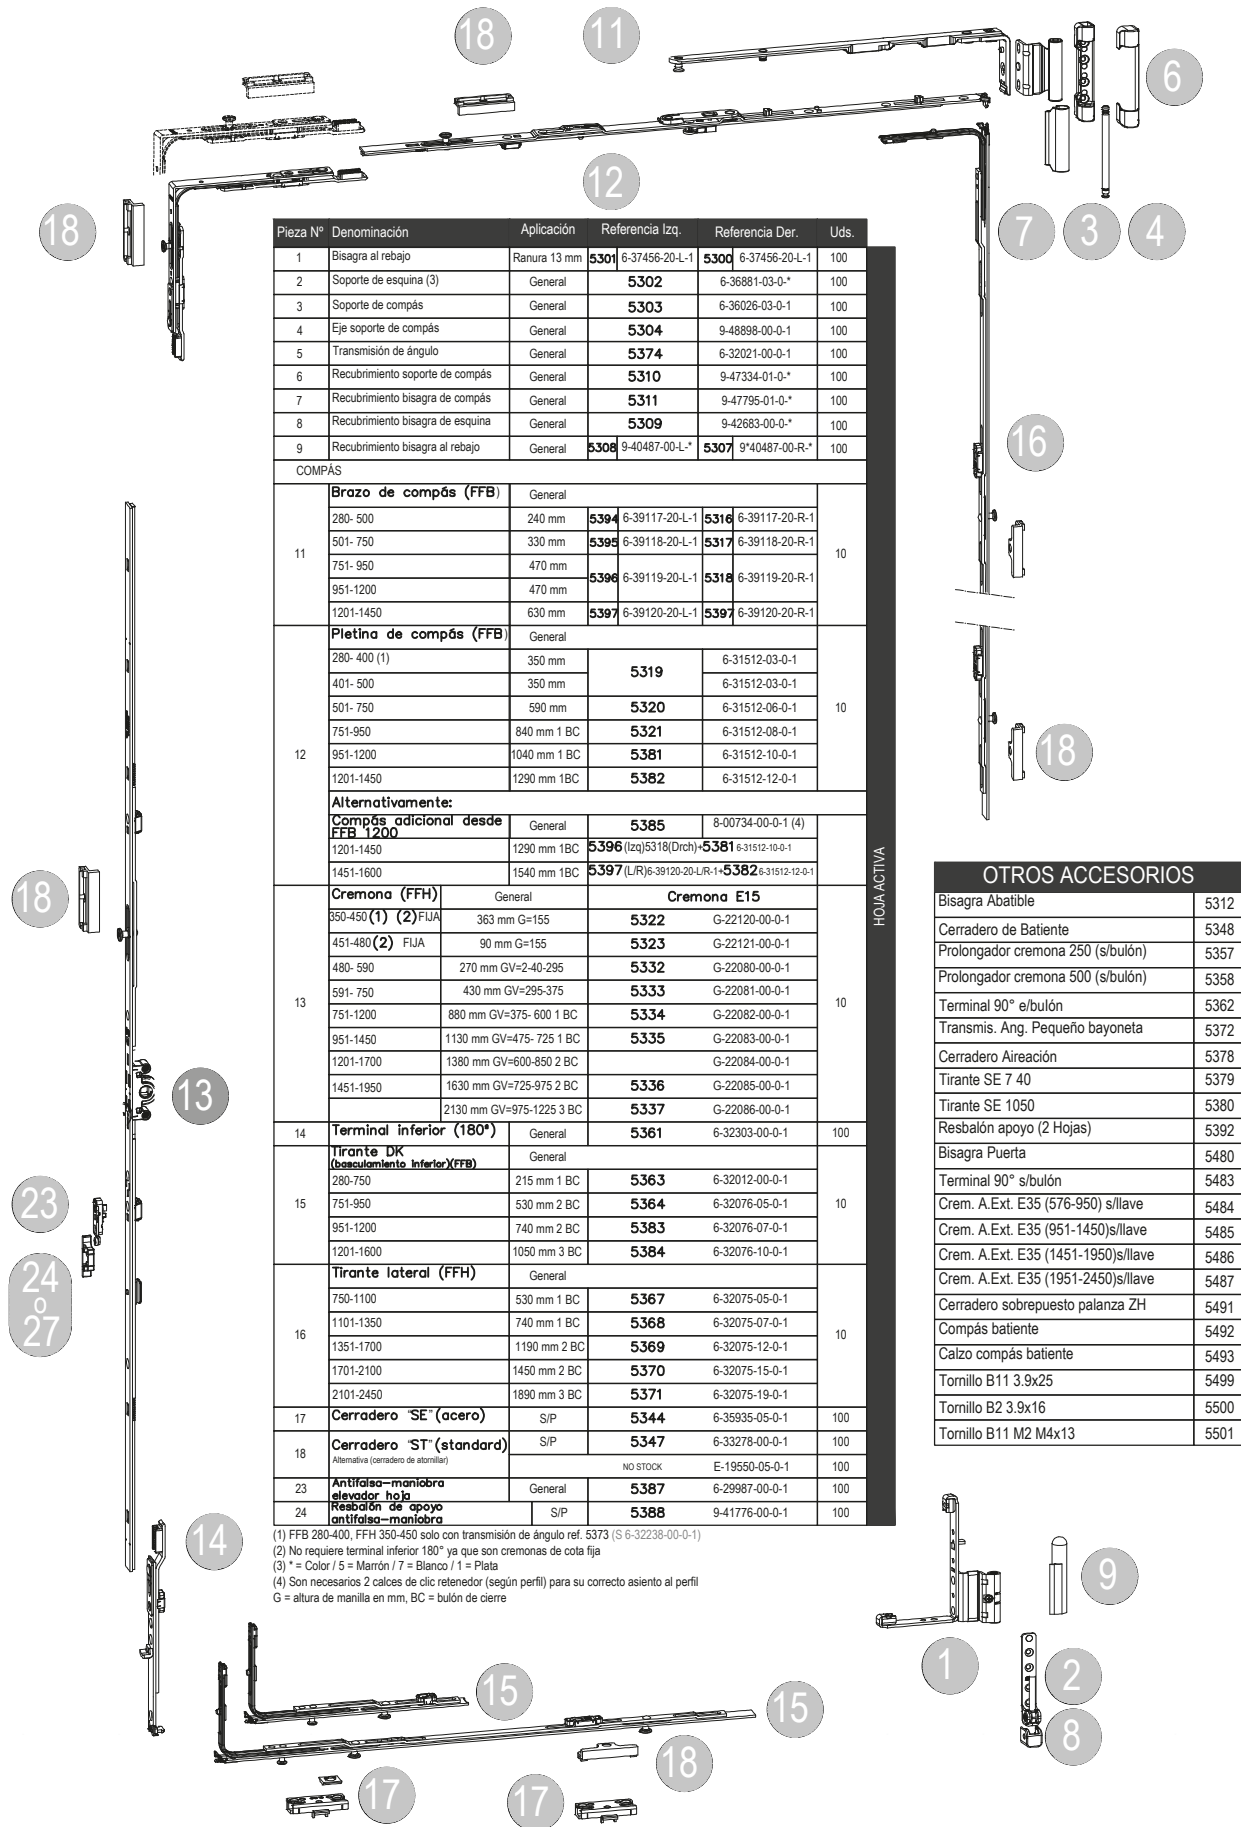 18
11
6
12
18
7
3
4
Pieza Nº Denominación Aplicación Referencia Izq. Referencia Der. Uds.
1 Bisagra al rebajo Ranura 13 mm 5301 6-37456-20-L-1 5300 6-37456-20-L-1 100
2 Soporte de esquina (3) General 5302 6-36881-03-0-* 100
3 Soporte de compás General 5303 6-36026-03-0-1 100
4 Eje soporte de compás General 5304 9-48898-00-0-1 100
5 Transmisión de ángulo General 5374 6-32021-00-0-1 100
6 Recubrimiento soporte de compás General 5310 9-47334-01-0-* 100
7 Recubrimiento bisagra de compás General 5311 9-47795-01-0-* 100
8 Recubrimiento bisagra de esquina General 5309 9-42683-00-0-* 100
9 Recubrimiento bisagra al rebajo General 5308 9-40487-00-L-* 5307 9*40487-00-R-* 100
COMPÁS
11 Brazo de compás (FFB) General 10
280- 500 240 mm 5394 6-39117-20-L-1 5316 6-39117-20-R-1
501- 750 330 mm 5395 6-39118-20-L-1 5317 6-39118-20-R-1
751- 950 470 mm 5396 6-39119-20-L-1 5318 6-39119-20-R-1
951-1200 470 mm
1201-1450 630 mm 5397 6-39120-20-L-1 5397 6-39120-20-R-1
12 Pletina de compás (FFB) General 10
280- 400 (1) 350 mm 5319 6-31512-03-0-1
401- 500 350 mm 6-31512-03-0-1
501- 750 590 mm 5320 6-31512-06-0-1
751-950 840 mm 1 BC 5321 6-31512-08-0-1
951-1200 1040 mm 1 BC 5381 6-31512-10-0-1
1201-1450 1290 mm 1BC 5382 6-31512-12-0-1
Alternativamente:
Compás adicional desde FFB 1200 General 5385 8-00734-00-0-1 (4)
1201-1450 1290 mm 1BC 5396(Izq)5318(Drch)+5381 6-31512-10-0-1
1451-1600 1540 mm 1BC 5397(L/R)6-39120-20-L/R-1+5382 6-31512-12-0-1
13 Cremona (FFH) General Cremona E15 10
350-450(1) (2)FIJA 363 mm G=155 5322 G-22120-00-0-1
451-480(2) FIJA 90 mm G=155 5323 G-22121-00-0-1
480- 590 270 mm GV=2-40-295 5332 G-22080-00-0-1
591- 750 430 mm GV=295-375 5333 G-22081-00-0-1
751-1200 880 mm GV=375- 600 1 BC 5334 G-22082-00-0-1
951-1450 1130 mm GV=475- 725 1 BC 5335 G-22083-00-0-1
1201-1700 1380 mm GV=600-850 2 BC G-22084-00-0-1
1451-1950 1630 mm GV=725-975 2 BC 5336 G-22085-00-0-1
2130 mm GV=975-1225 3 BC 5337 G-22086-00-0-1
14 Terminal inferior (180°) General 5361 6-32303-00-0-1 100
15 Tirante DK (basculamiento inferior)(FFB) General 10
280-750 215 mm 1 BC 5363 6-32012-00-0-1
751-950 530 mm 2 BC 5364 6-32076-05-0-1
951-1200 740 mm 2 BC 5383 6-32076-07-0-1
1201-1600 1050 mm 3 BC 5384 6-32076-10-0-1
16 Tirante lateral (FFH) General 10
750-1100 530 mm 1 BC 5367 6-32075-05-0-1
1101-1350 740 mm 1 BC 5368 6-32075-07-0-1
1351-1700 1190 mm 2 BC 5369 6-32075-12-0-1
1701-2100 1450 mm 2 BC 5370 6-32075-15-0-1
2101-2450 1890 mm 3 BC 5371 6-32075-19-0-1
17 Cerradero "SE"(acero) S/P 5344 6-35935-05-0-1 100
18 Cerradero "ST"(standard) S/P 5347 6-33278-00-0-1 100
Alternativa (cerradero de atornillar) NO STOCK E-19550-05-0-1 100
23 Antifalsa-maniobra elevador hoja General 5387 6-29987-00-0-1 100
24 Resbalón de apoyo antifalsa-maniobra S/P 5388 9-41776-00-0-1 100
HOJA ACTIVA
(1) FFB 280-400, FFH 350-450 solo con transmisión de ángulo ref. 5373 (S 6-32238-00-0-1)
(2) No requiere terminal inferior 180° ya que son cremonas de cota fija
(3) * = Color / 5 = Marrón / 7 = Blanco / 1 = Plata
(4) Son necesarios 2 calces de clic retenedor (según perfil) para su correcto asiento al perfil
G = altura de manilla en mm, BC = bulón de cierre
16
18
18
13
23
24
o
27
14
OTROS ACCESORIOS
Bisagra Abatible 5312
Cerradero de Batiente 5348
Prolongador cremona 250 (s/bulón) 5357
Prolongador cremona 500 (s/bulón) 5358
Terminal 90° e/bulón 5362
Transmis. Ang. Pequeño bayoneta 5372
Cerradero Aireación 5378
Tirante SE 7 40 5379
Tirante SE 1050 5380
Resbalón apoyo (2 Hojas) 5392
Bisagra Puerta 5480
Terminal 90° s/bulón 5483
Crem. A.Ext. E35 (576-950) s/llave 5484
Crem. A.Ext. E35 (951-1450)s/llave 5485
Crem. A.Ext. E35 (1451-1950)s/llave 5486
Crem. A.Ext. E35 (1951-2450)s/llave 5487
Cerradero sobrepuesto palanza ZH 5491
Compás batiente 5492
Calzo compás batiente 5493
Tornillo B11 3.9x25 5499
Tornillo B2 3.9x16 5500
Tornillo B11 M2 M4x13 5501
9
1
2
8
15
15
18
17
17